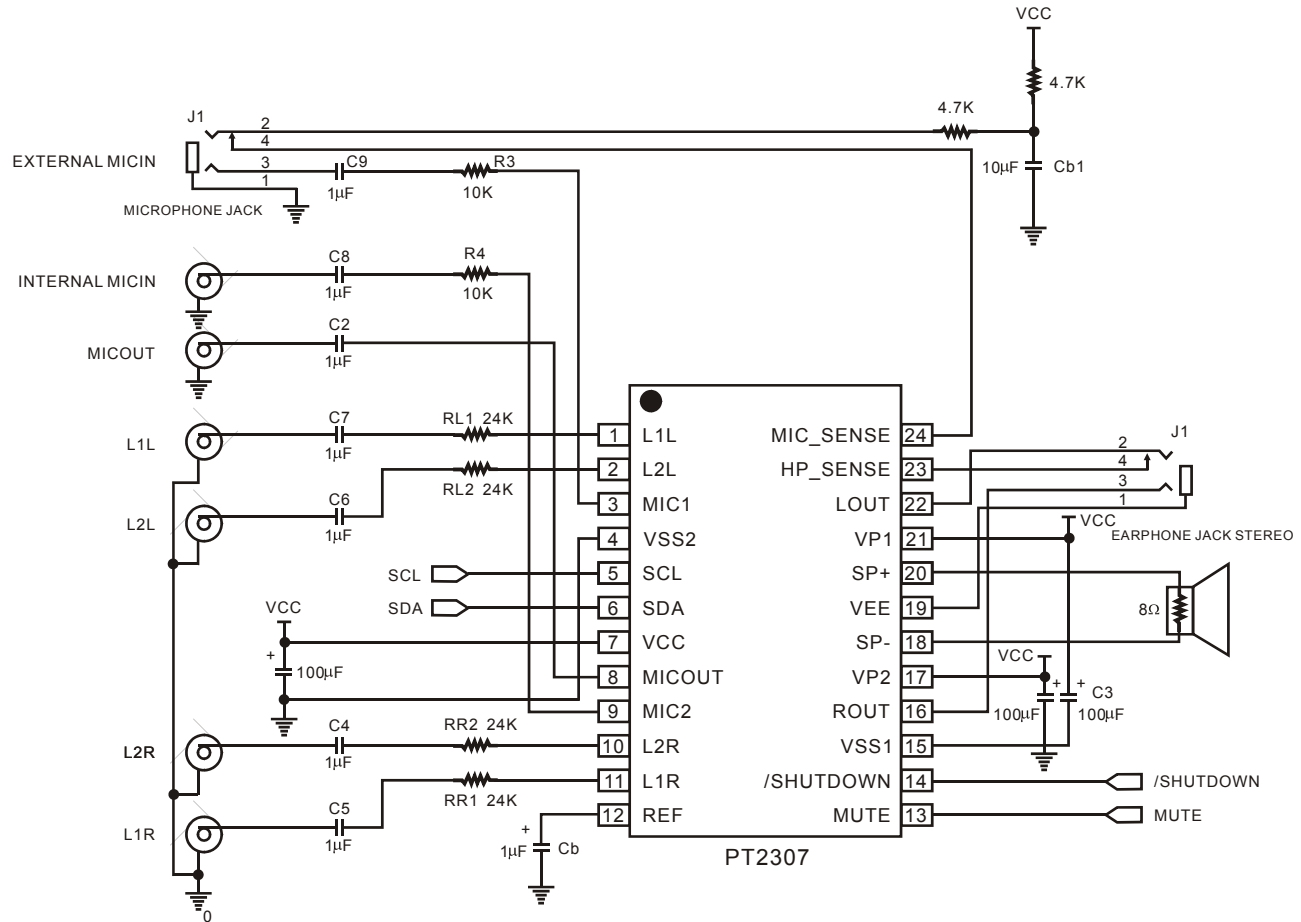 VCC
4.7K
4.7K
J1
2
4
EXTERNAL MICIN
3
C9
R3
10μF
Cb1
1
1μF
10K
MICROPHONE JACK
C8
R4
INTERNAL MICIN
1μF
10K
C2
MICOUT
1μF
C7
RL1 24K
L1L
1μF
1
L1L
MIC_SENSE
24
J1
2
L2L
HP_SENSE
23
2
4
RL2 24K
C6
3
MIC1
LOUT
22
3
1
L2L
1μF
4
VSS2
VP1
21
VCC
EARPHONE JACK STEREO
SCL
5
SCL
SP+
20
SDA
6
SDA
VEE
19
8Ω
VCC
7
VCC
SP-
18
+
100μF
8
MICOUT
VP2
17
VCC
+
+
C3
9
MIC2
ROUT
16
100μF
100μF
C4
RR2 24K
L2R
1μF
10
L2R
VSS1
15
11
L1R
/SHUTDOWN
14
/SHUTDOWN
RR1 24K
C5
12
REF
MUTE
13
MUTE
L1R
1μF
+
1μF
Cb
PT2307
0